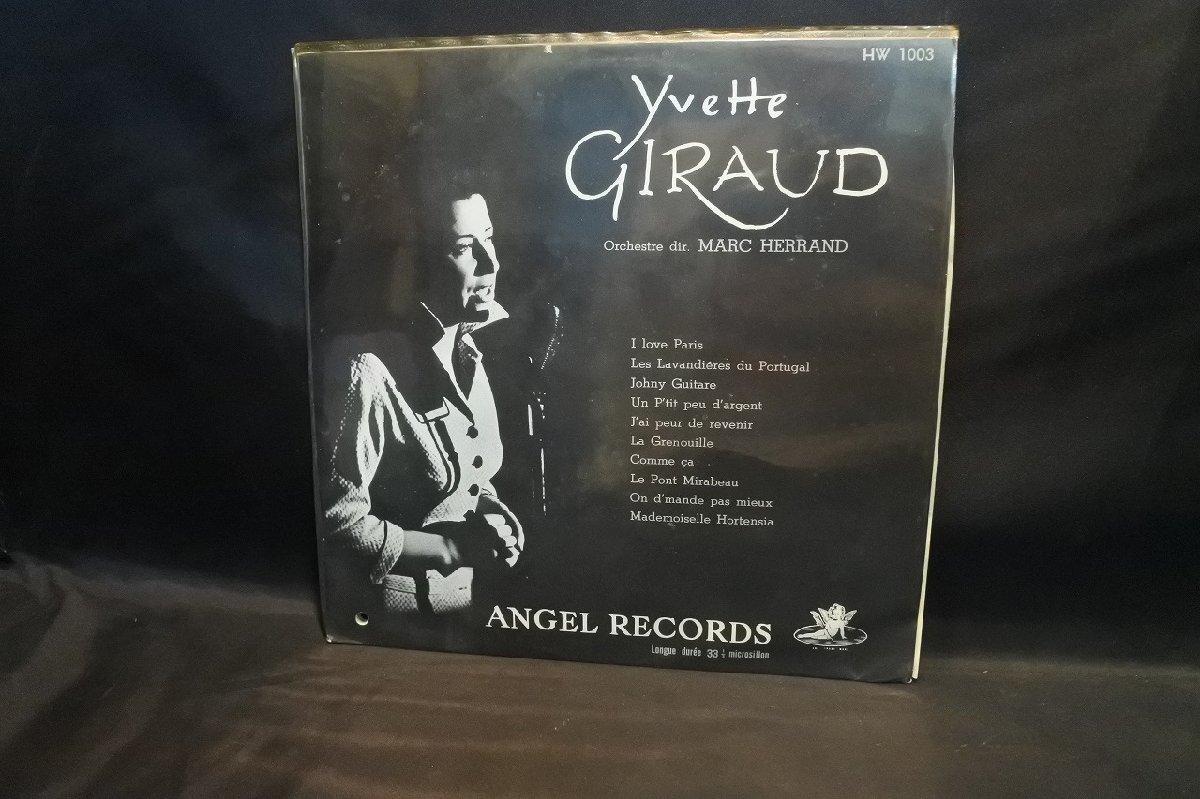 HW 1003
Yvette
GIRAUD
Orchestre dir. MARC HERRAND
I love Paris
Les Lavandières du Portugal
Johny Guitare
Un P'tit peu d'argent
J'ai peur de revenir
La Grenouille
Comme ça
Le Pont Mirabeau
On d'mande pas mieux
Mademoiselle Hortensia
ANGEL RECORDS
Longue durée 33 ⅓ microsillon